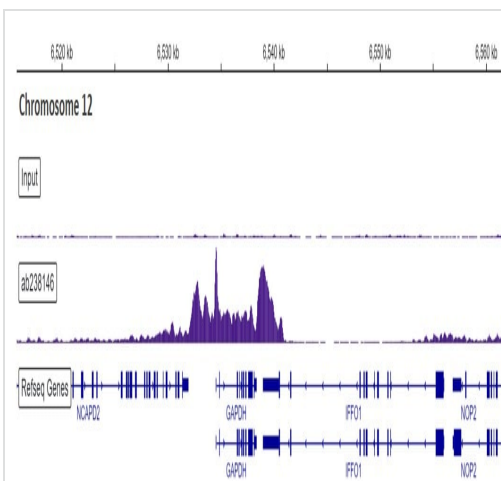 6,520 kb 6,530 kb 6,540 kb 6,550 kb 6,560 kb
Chromosome 12
Input
ab238146
Refseq Genes
NCAPD2 GAPDH IFFO1 NOP2
GAPDH IFFO1 NOP2